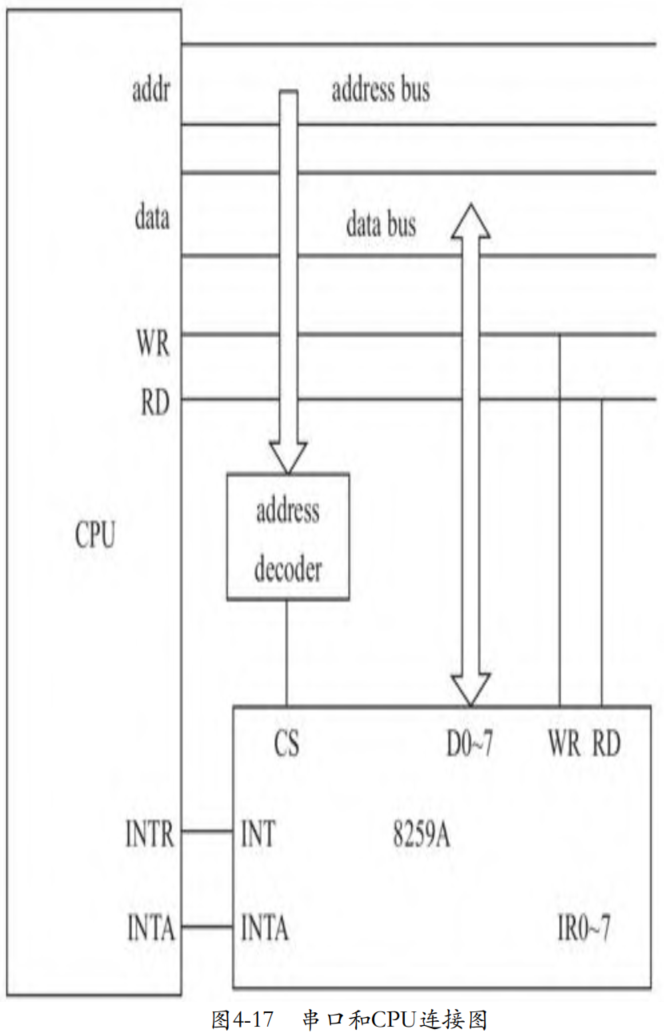 addr
address bus
data
data bus
WR
RD
address
decoder
CPU
CS
D0~7
WR RD
INTR
INT
8259A
INTA
INTA
IR0~7
图4-17 串口和CPU连接图